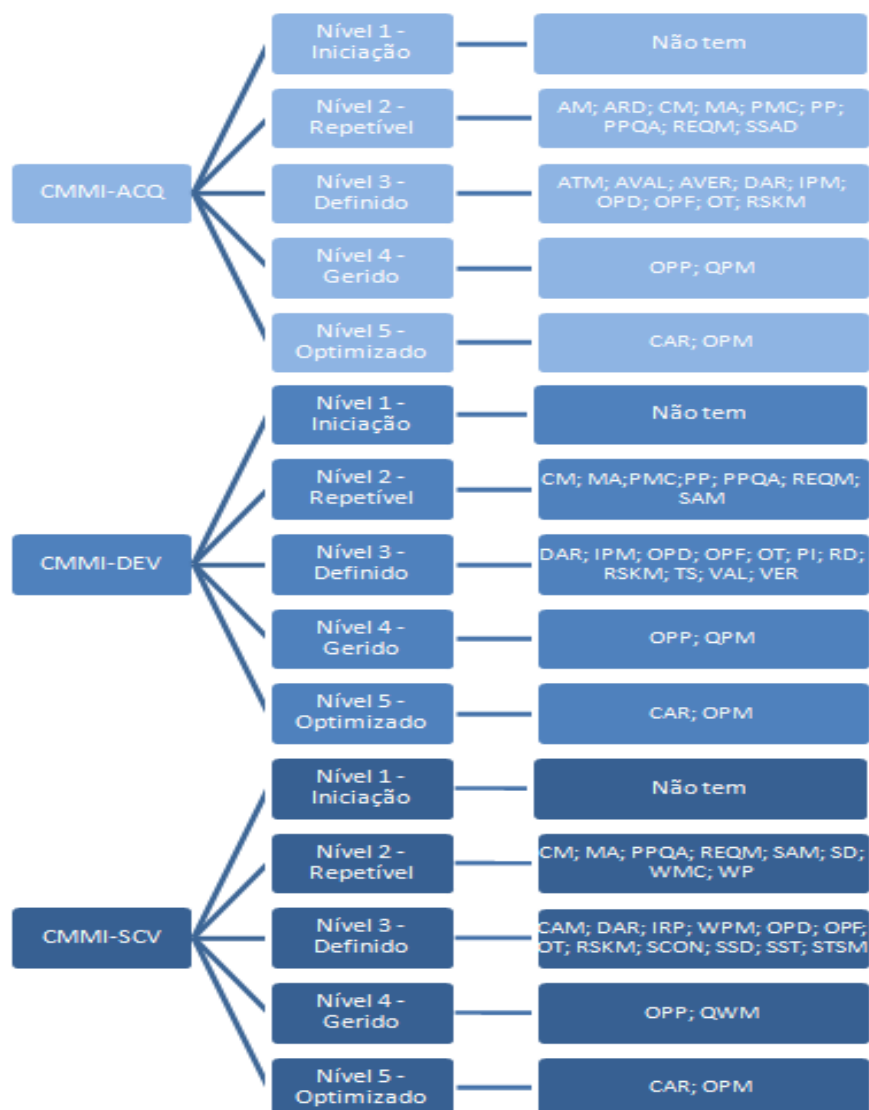 Nível 1 -
Iniciação
Não tem
Nível 2 -
Repetível
AM; ARD; CM; MA; PMC; PP;
PPQA; REQM; SSAD
CMMI-ACQ
Nível 3 -
Definido
ATM; AVAL; AVER; DAR; IPM;
OPD; OPF; OT; RSKM
Nível 4 -
Gerido
OPP; QPM
Nível 5 -
Optimizado
CAR; OPM
Nível 1 -
Iniciação
Não tem
Nível 2 -
Repetível
CM; MA;PMC;PP; PPQA; REQM;
SAM
CMMI-DEV
Nível 3 -
Definido
DAR; IPM; OPD; OPF; OT; PI; RD;
RSKM; TS; VAL; VER
Nível 4 -
Gerido
OPP; QPM
Nível 5 -
Optimizado
CAR; OPM
Nível 1 -
Iniciação
Não tem
Nível 2 -
Repetível
CM; MA; PPQA; REQM; SAM; SD;
WMC; WP
CMMI-SCV
Nível 3 -
Definido
CAM; DAR; IRP; WPM; OPD; OPF;
OT; RSKM; SCON; SSD; SST; STSM
Nível 4 -
Gerido
OPP; QWM
Nível 5 -
Optimizado
CAR; OPM